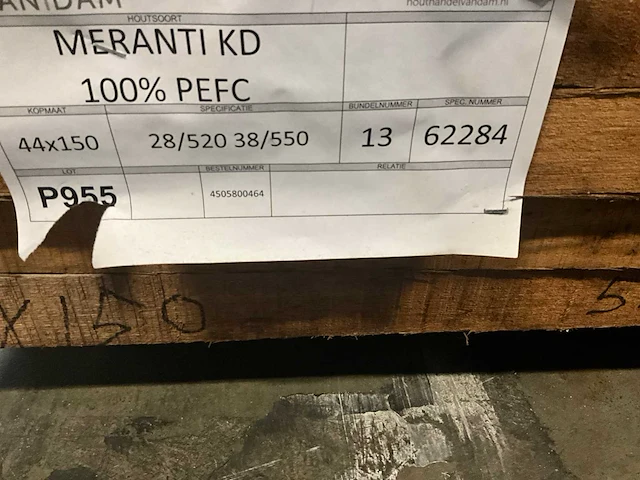 houthandelvandam.nl
HOUTSOORT
MERANTI KD
100% PEFC
KOPMAAT SPECIFICATIE BUNDELNUMMER SPEC. NUMMER
44x150 28/520 38/550 13 62284
LOT BESTELNUMMER RELATIE
P955 4505800464
X150 5